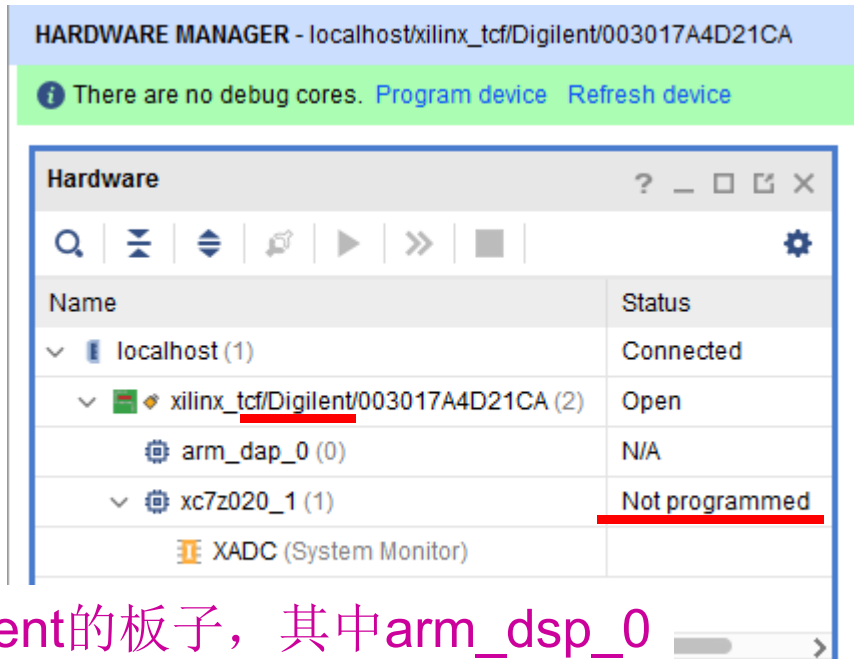 HARDWARE MANAGER - localhost/xilinx_tcf/Digilent/003017A4D21CA
There are no debug cores. Program device Refresh device
Hardware
Name Status
localhost (1) Connected
xilinx_tcf/Digilent/003017A4D21CA (2) Open
arm_dap_0 (0) N/A
xc7z020_1 (1) Not programmed
XADC (System Monitor)
ent的板子，其中arm_dsp_0